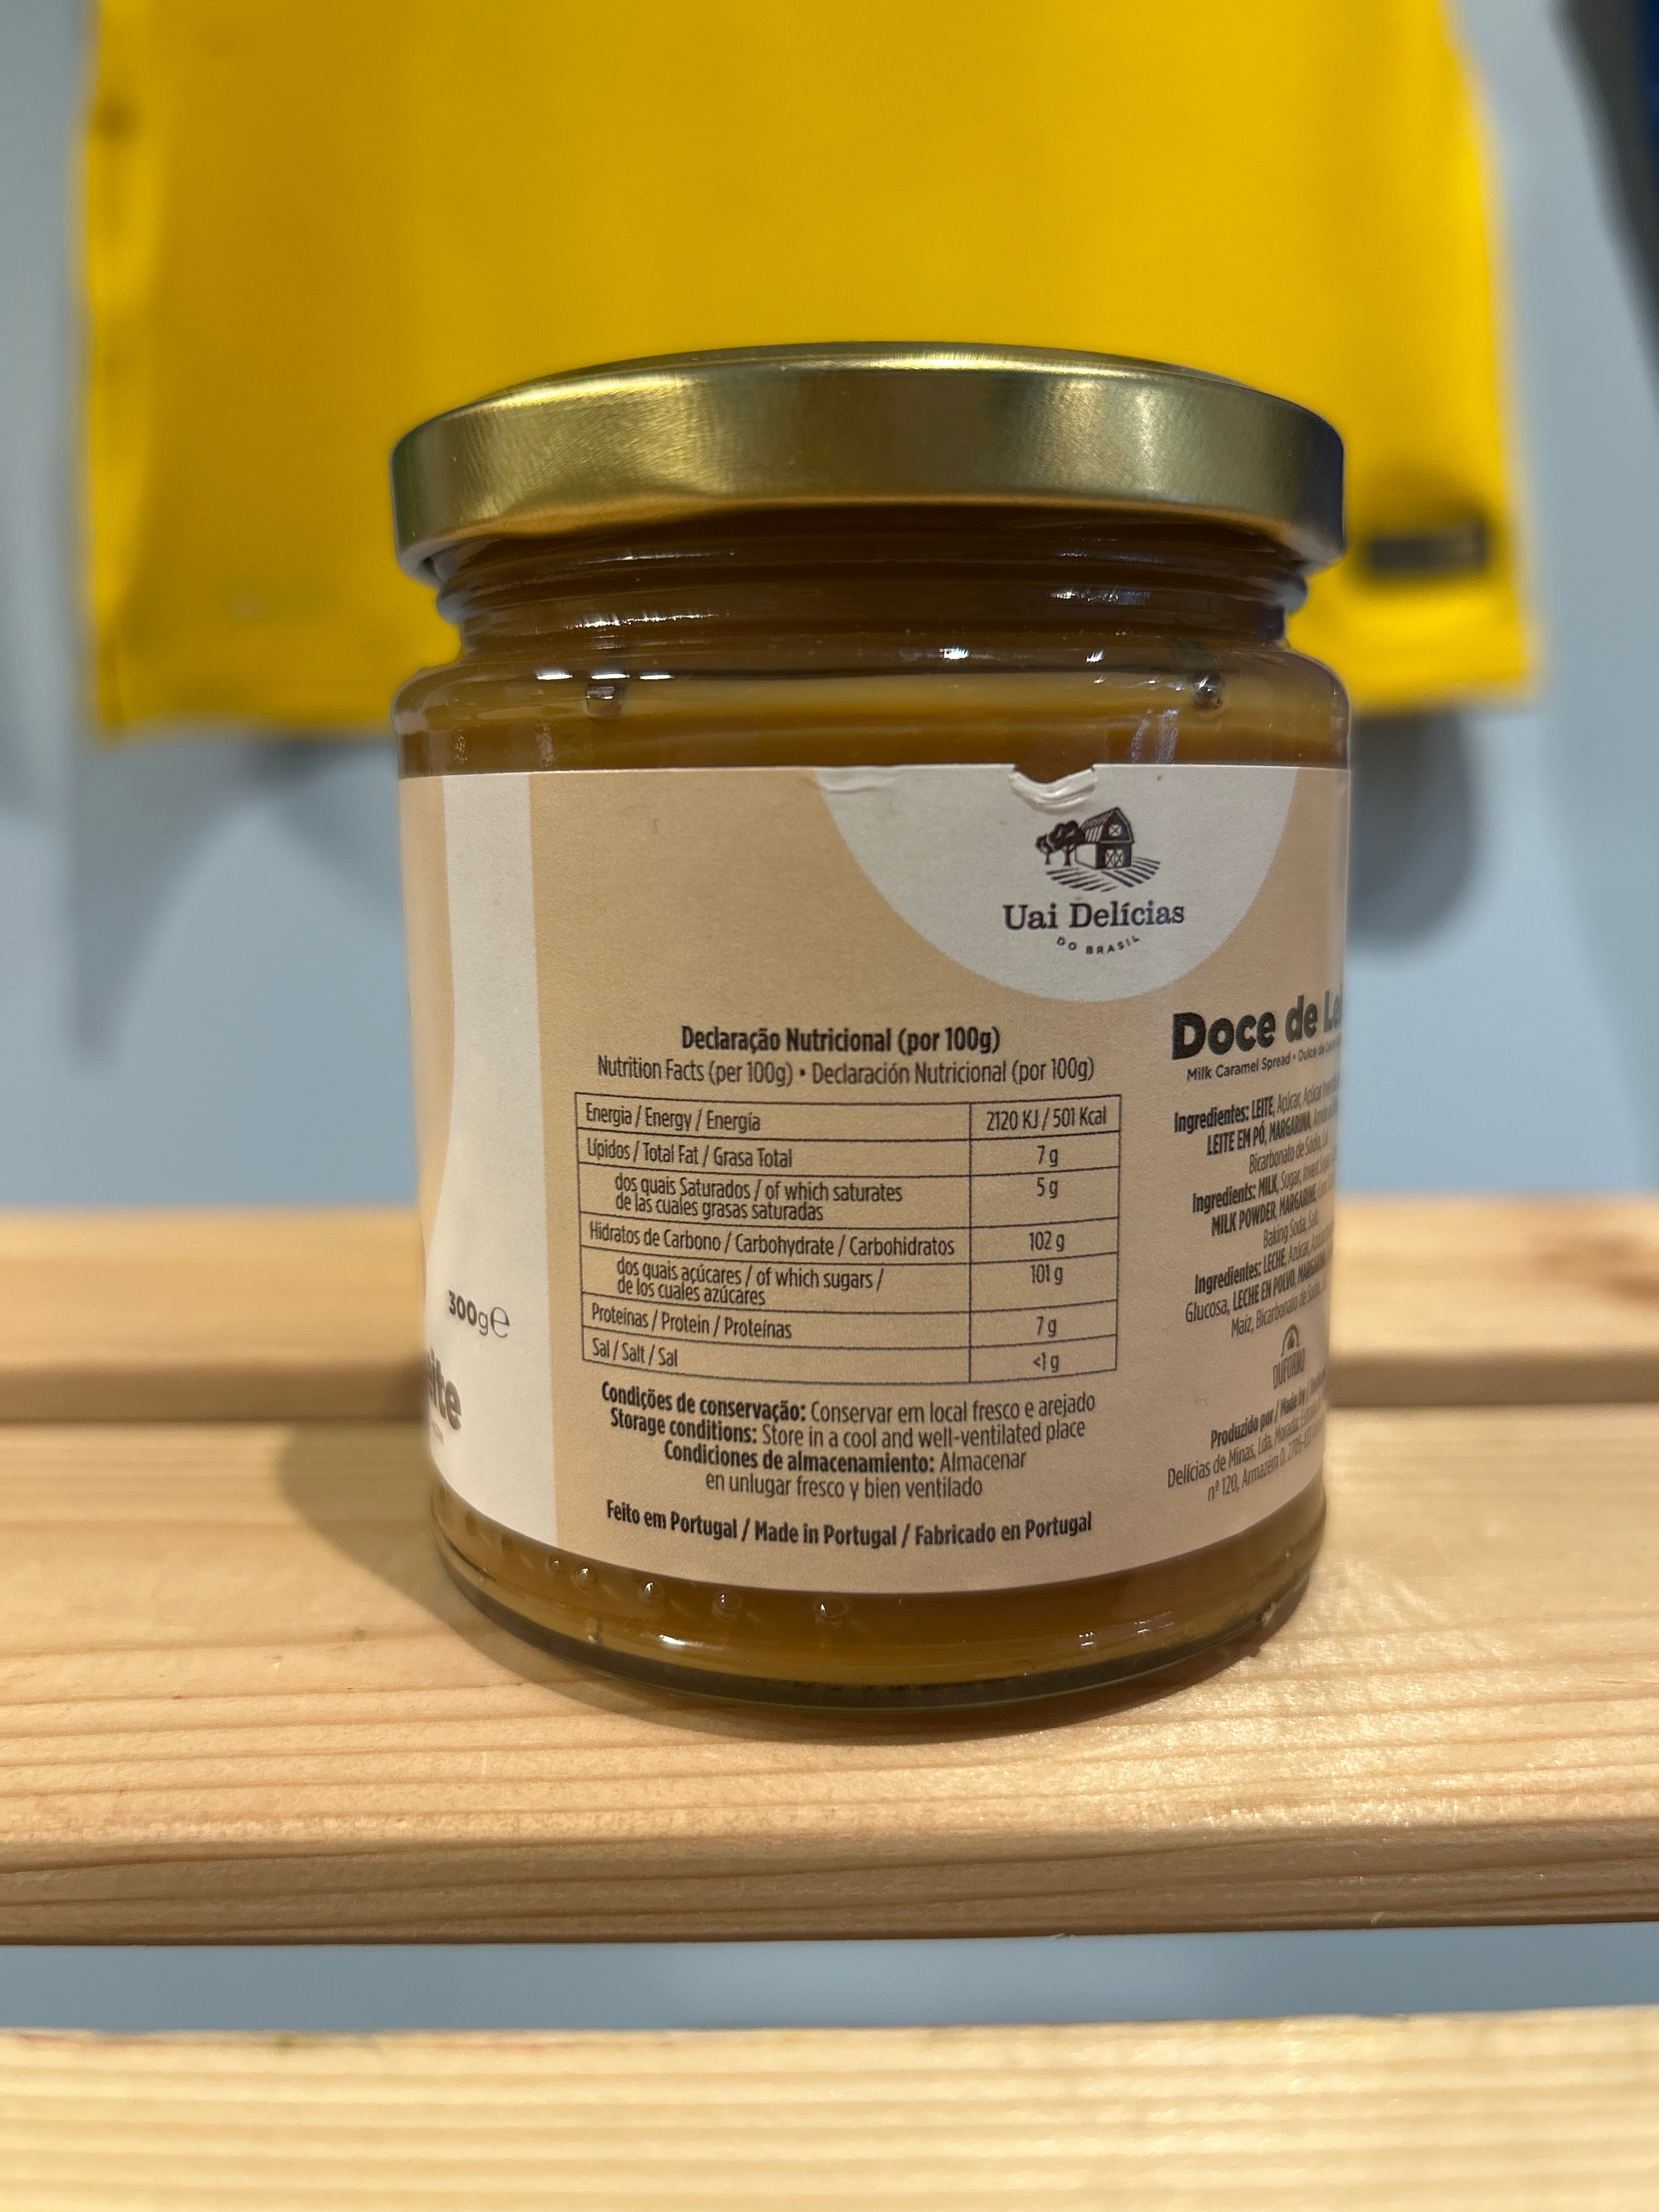 Uai Delícias
DO BRASIL
Declaração Nutricional (por 100g)
Nutrition Facts (per 100g) • Declaración Nutricional (por 100g)
Energia / Energy / Energía 2120 KJ / 501 Kcal
Lípidos / Total Fat / Grasa Total 7 g
dos quais Saturados / of which saturates 5 g
de las cuales grasas saturadas
Hidratos de Carbono / Carbohydrate / Carbohidratos 102 g
dos quais açúcares / of which sugars / 101 g
de los cuales azúcares
Proteínas / Protein / Proteínas 7 g
Sal / Salt / Sal <1 g
Condições de conservação: Conservar em local fresco e arejado
Storage conditions: Store in a cool and well-ventilated place
Condiciones de almacenamiento: Almacenar
en unlugar fresco y bien ventilado
Feito em Portugal / Made in Portugal / Fabricado en Portugal
300g℮
Doce de
Milk Caramel Spread • Dulce de
Ingredientes: LEITE, Açúcar, Açúcar
LEITE EM PÓ, MARGARINA,
Bicarbonato de Sódio,
Ingredients: MILK, Sugar, Invert
MILK POWDER, MARGARINE,
Baking Soda, Salt
Ingredientes: LECHE, Azúcar,
Glucosa, LECHE EN POLVO,
Maíz, Bicarbonato de
Produzido por / Made by /
Delícias de Minas, Lda. Morada:
nº 120, Armazém D.